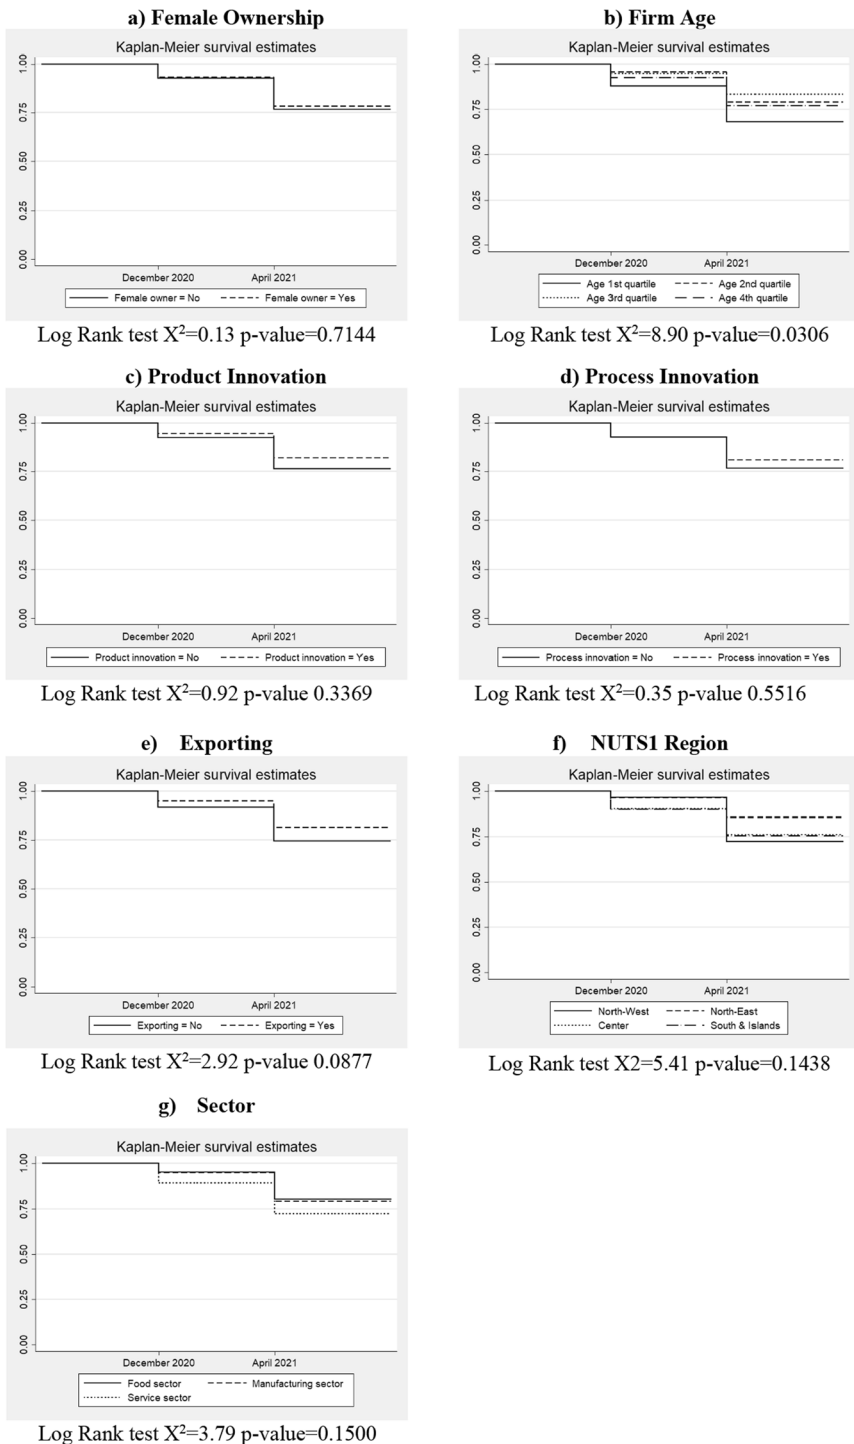 a) Female Ownership
Kaplan-Meier survival estimates
1.00
0.75
0.50
0.25
0.00
December 2020 April 2021
Female owner = No Female owner = Yes
Log Rank test X²=0.13 p-value=0.7144
b) Firm Age
Kaplan-Meier survival estimates
1.00
0.75
0.50
0.25
0.00
December 2020 April 2021
Age 1st quartile Age 2nd quartile
Age 3rd quartile Age 4th quartile
Log Rank test X²=8.90 p-value=0.0306
c) Product Innovation
Kaplan-Meier survival estimates
1.00
0.75
0.50
0.25
0.00
December 2020 April 2021
Product innovation = No Product innovation = Yes
Log Rank test X²=0.92 p-value 0.3369
d) Process Innovation
Kaplan-Meier survival estimates
1.00
0.75
0.50
0.25
0.00
December 2020 April 2021
Process innovation = No Process innovation = Yes
Log Rank test X²=0.35 p-value 0.5516
e) Exporting
Kaplan-Meier survival estimates
1.00
0.75
0.50
0.25
0.00
December 2020 April 2021
Exporting = No Exporting = Yes
Log Rank test X²=2.92 p-value 0.0877
f) NUTS1 Region
Kaplan-Meier survival estimates
1.00
0.75
0.50
0.25
0.00
December 2020 April 2021
North-West North-East
Center South & Islands
Log Rank test X2=5.41 p-value=0.1438
g) Sector
Kaplan-Meier survival estimates
1.00
0.75
0.50
0.25
0.00
December 2020 April 2021
Food sector Manufacturing sector
Service sector
Log Rank test X²=3.79 p-value=0.1500